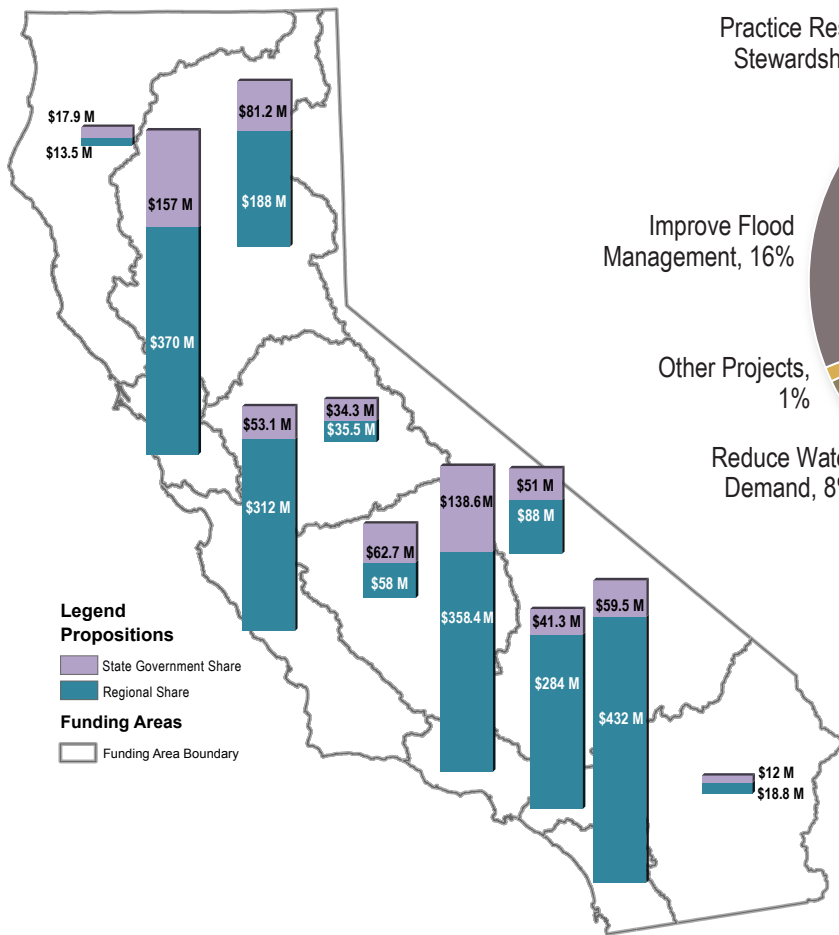 Practice Res
Stewardsh
$17.9 M
$13.5 M
$81.2 M
$188 M
$157 M
$370 M
Improve Flood
Management, 16%
Other Projects,
1%
Reduce Wate
Demand, 8%
$53.1 M
$312 M
$34.3 M
$35.5 M
$138.6M
$358.4 M
$51 M
$88 M
$62.7 M
$58 M
$41.3 M
$284 M
$59.5 M
$432 M
$12 M
$18.8 M
Legend
Propositions
State Government Share
Regional Share
Funding Areas
Funding Area Boundary